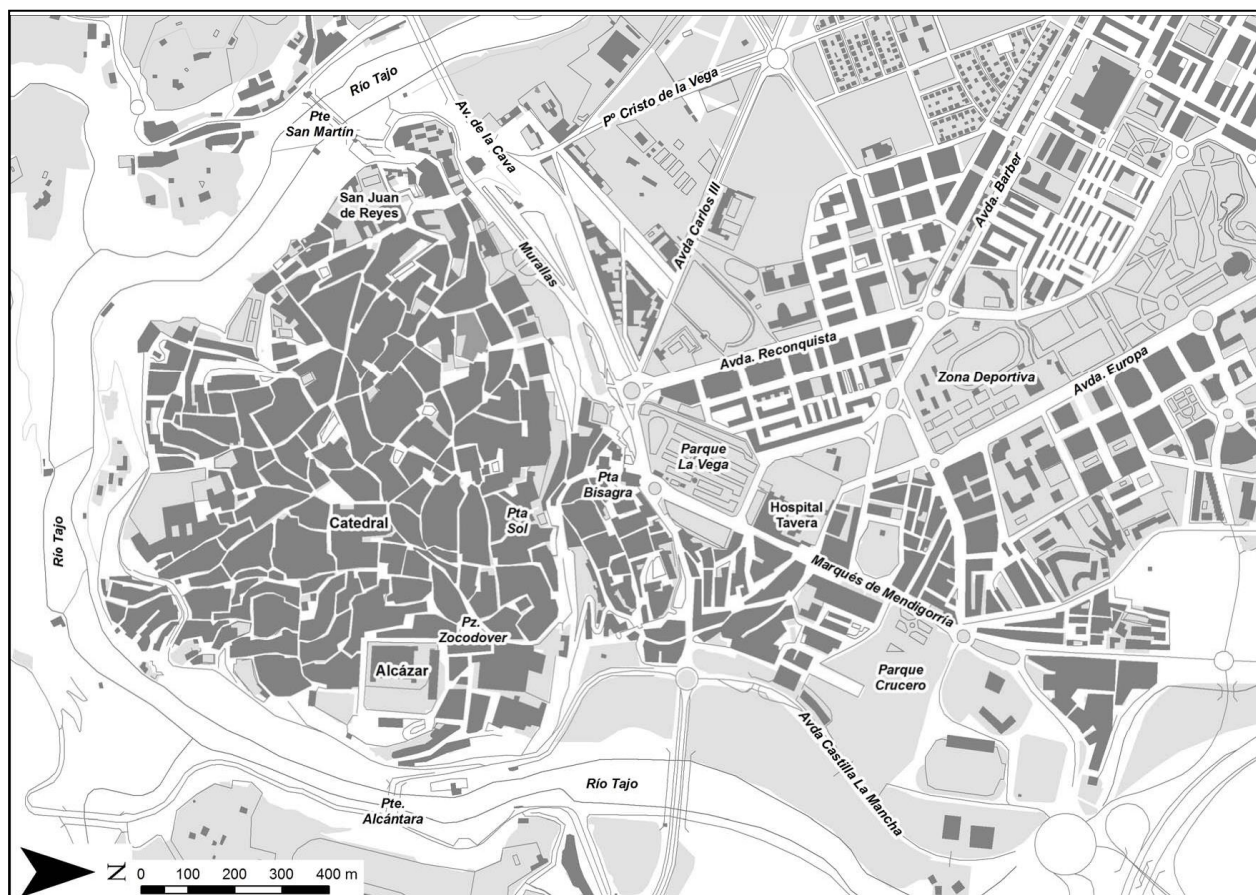 Río Tajo
Pte
San Martín
Av. de la Cava
Pº Cristo de la Vega
San Juan
de Reyes
Murallas
Avda Carlos III
Avda. Barber
Avda. Reconquista
Zona Deportiva
Avda. Europa
Parque
La Vega
Pta
Bisagra
Hospital
Tavera
Catedral
Pta
Sol
Río Tajo
Marqués de Mendigorría
Pz.
Zocodover
Alcázar
Parque
Crucero
Avda Castilla La Mancha
Río Tajo
Pte.
Alcántara
N
0 100 200 300 400 m